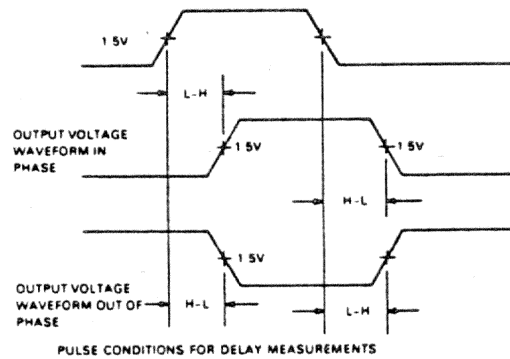 1 5V
L-H
OUTPUT VOLTAGE
WAVEFORM IN
PHASE
1 5V
1 5V
H-L
1 5V
OUTPUT VOLTAGE
WAVEFORM OUT OF
PHASE
H-L
L-H
PULSE CONDITIONS FOR DELAY MEASUREMENTS